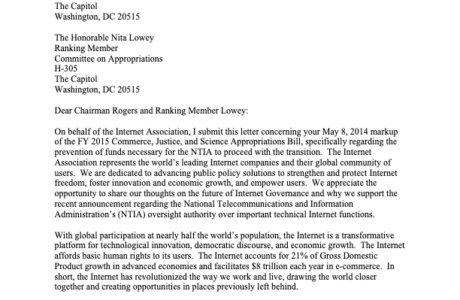 The Capitol
Washington, DC 20515
The Honorable Nita Lowey
Ranking Member
Committee on Appropriations
H-305
The Capitol
Washington, DC 20515
Dear Chairman Rogers and Ranking Member Lowey:
On behalf of the Internet Association, I submit this letter concerning your May 8, 2014 markup
of the FY 2015 Commerce, Justice, and Science Appropriations Bill, specifically regarding the
prevention of funds necessary for the NTIA to proceed with the transition. The Internet
Association represents the world's leading Internet companies and their global community of
users. We are dedicated to advancing public policy solutions to strengthen and protect Internet
freedom, foster innovation and economic growth, and empower users. We appreciate the
opportunity to share our thoughts on the future of Internet Governance and why we support the
recent announcement regarding the National Telecommunications and Information
Administration's (NTIA) oversight authority over important technical Internet functions.
With global participation at nearly half the world's population, the Internet is a transformative
platform for technological innovation, democratic discourse, and economic growth. The Internet
affords basic human rights to its users. The Internet accounts for 21% of Gross Domestic
Product growth in advanced economies and facilitates $8 trillion each year in e-commerce. In
short, the Internet has revolutionized the way we work and live, drawing the world closer
together and creating opportunities in places previously left behind.